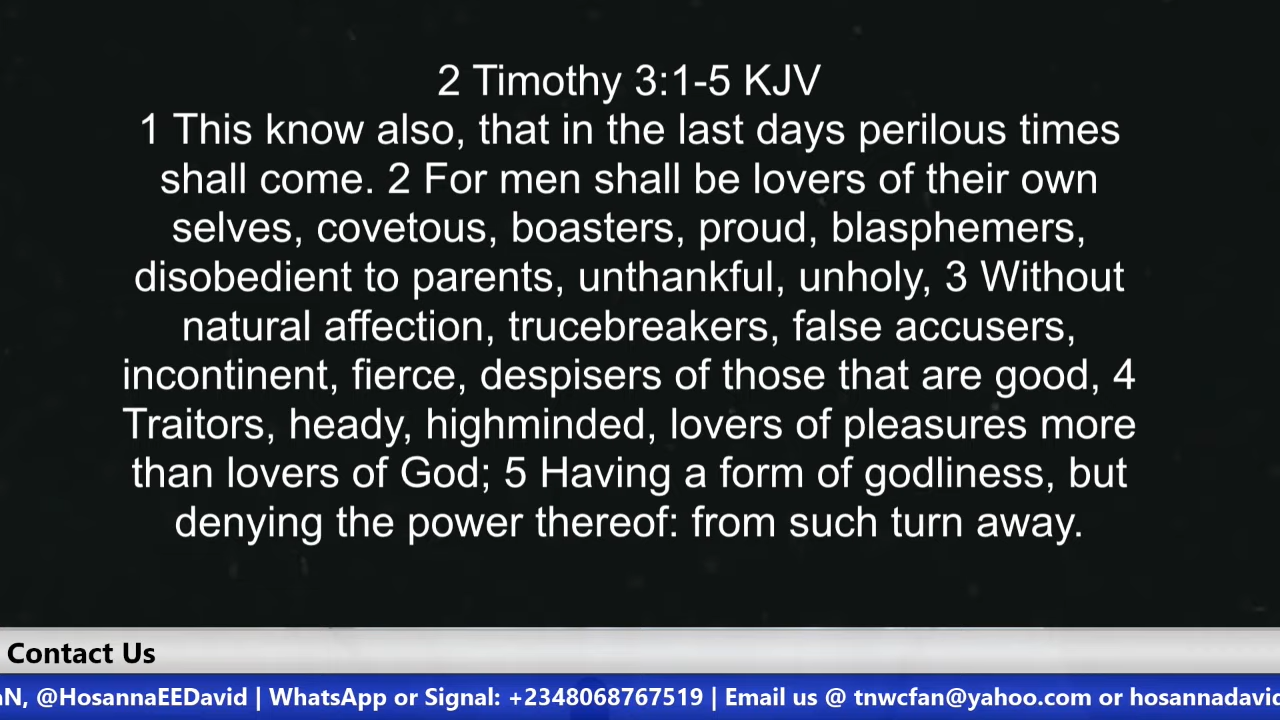 2 Timothy 3:1-5 KJV
1 This know also, that in the last days perilous times
shall come. 2 For men shall be lovers of their own
selves, covetous, boasters, proud, blasphemers,
disobedient to parents, unthankful, unholy, 3 Without
natural affection, trucebreakers, false accusers,
incontinent, fierce, despisers of those that are good, 4
Traitors, heady, highminded, lovers of pleasures more
than lovers of God; 5 Having a form of godliness, but
denying the power thereof: from such turn away.
Contact Us
@HosannaEEDavid | WhatsApp or Signal: +2348068767519 | Email us @ tnwcfan@yahoo.com or